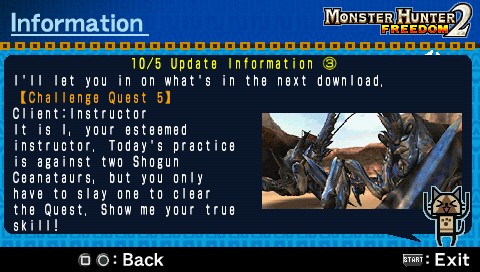 Information
MONSTER HUNTER
FREEDOM 2
10/5 Update Information ③
I'll let you in on what's in the next download.
【Challenge Quest 5】
Client:Instructor
It is I, your esteemed
instructor. Today's practice
is against two Shogun
Ceanataurs, but you only
have to slay one to clear
the Quest. Show me your true
skill!
□ ○: Back
START: Exit